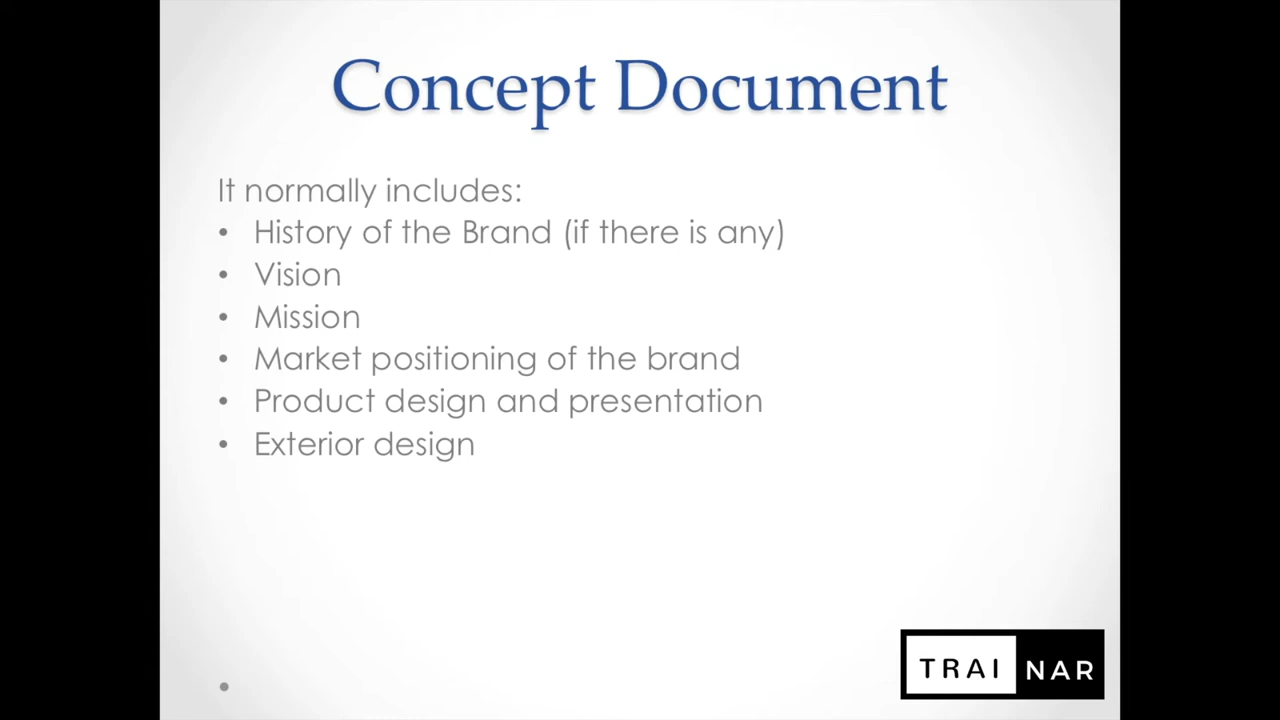 Concept Document
It normally includes:
• History of the Brand (if there is any)
• Vision
• Mission
• Market positioning of the brand
• Product design and presentation
• Exterior design
TRAI NAR